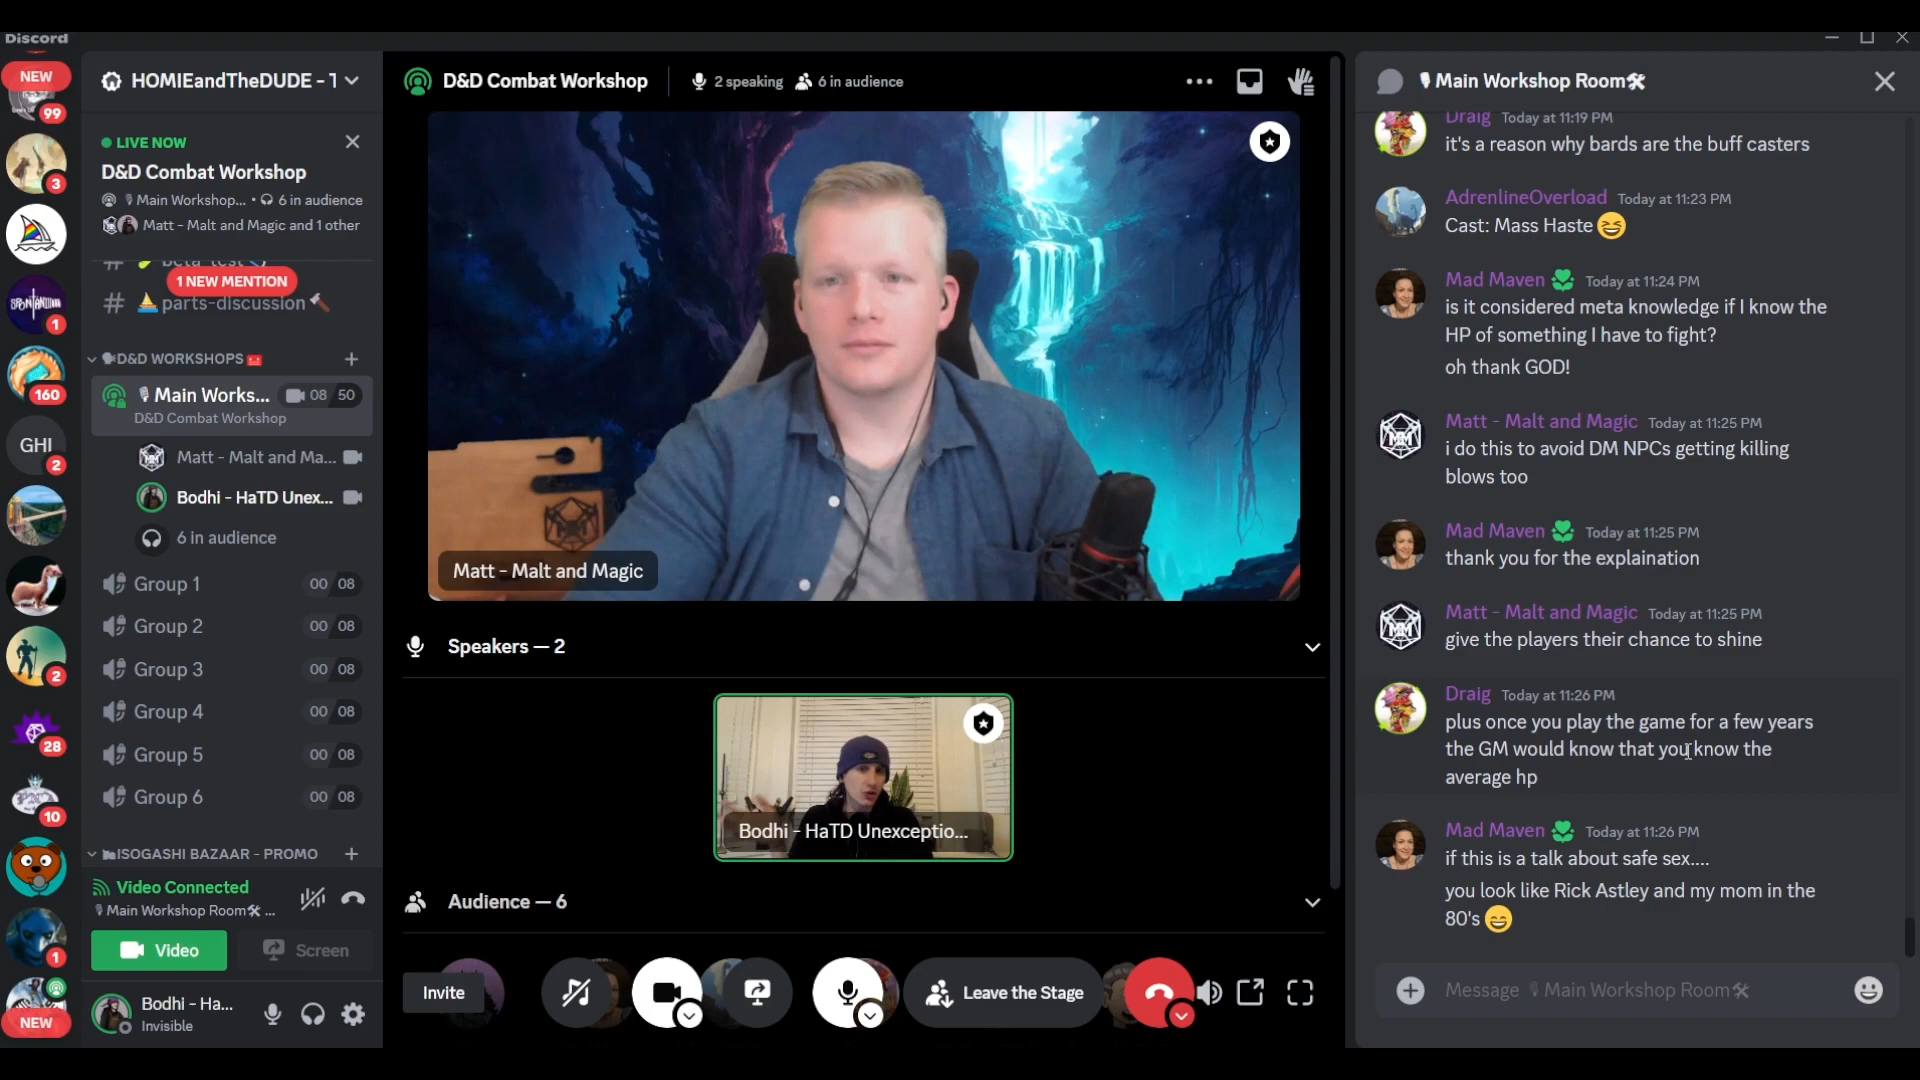 Discord
NEW
99
3
1
160
GHI
2
2
28
10
1
NEW
HOMIEandTheDUDE - 1
LIVE NOW
D&D Combat Workshop
Main Workshop... • 6 in audience
Matt - Malt and Magic and 1 other
1 NEW MENTION
# parts-discussion
D&D WORKSHOPS
Main Works... 08 50
D&D Combat Workshop
Matt - Malt and Ma...
Bodhi - HaTD Unex...
6 in audience
Group 1 00 08
Group 2 00 08
Group 3 00 08
Group 4 00 08
Group 5 00 08
Group 6 00 08
ISOGASHI BAZAAR - PROMO
Video Connected
Main Workshop Room ...
Video
Screen
Bodhi - Ha...
Invisible
D&D Combat Workshop
2 speaking 6 in audience
Matt - Malt and Magic
Speakers — 2
Bodhi - HaTD Unexceptio...
Audience — 6
Invite
Leave the Stage
Main Workshop Room
Draig Today at 11:19 PM
it's a reason why bards are the buff casters
AdrenlineOverload Today at 11:23 PM
Cast: Mass Haste
Mad Maven Today at 11:24 PM
is it considered meta knowledge if I know the
HP of something I have to fight?
oh thank GOD!
Matt - Malt and Magic Today at 11:25 PM
i do this to avoid DM NPCs getting killing
blows too
Mad Maven Today at 11:25 PM
thank you for the explaination
Matt - Malt and Magic Today at 11:25 PM
give the players their chance to shine
Draig Today at 11:26 PM
plus once you play the game for a few years
the GM would know that you know the
average hp
Mad Maven Today at 11:26 PM
if this is a talk about safe sex....
you look like Rick Astley and my mom in the
80's
Message Main Workshop Room